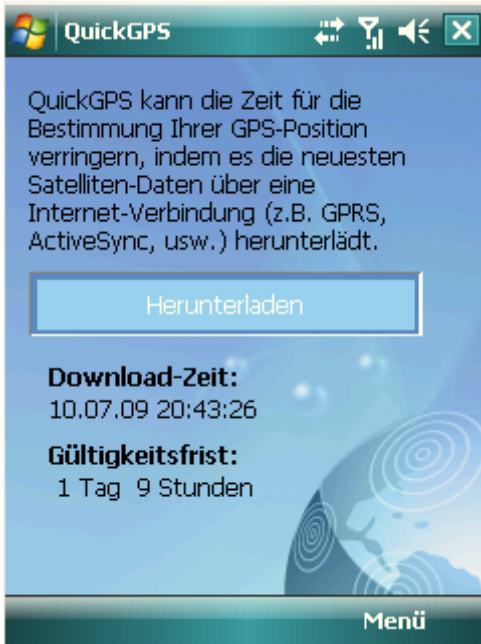 QuickGPS
QuickGPS kann die Zeit für die
Bestimmung Ihrer GPS-Position
verringern, indem es die neuesten
Satelliten-Daten über eine
Internet-Verbindung (z.B. GPRS,
ActiveSync, usw.) herunterlädt.
Herunterladen
Download-Zeit:
10.07.09 20:43:26
Gültigkeitsfrist:
1 Tag 9 Stunden
Menü